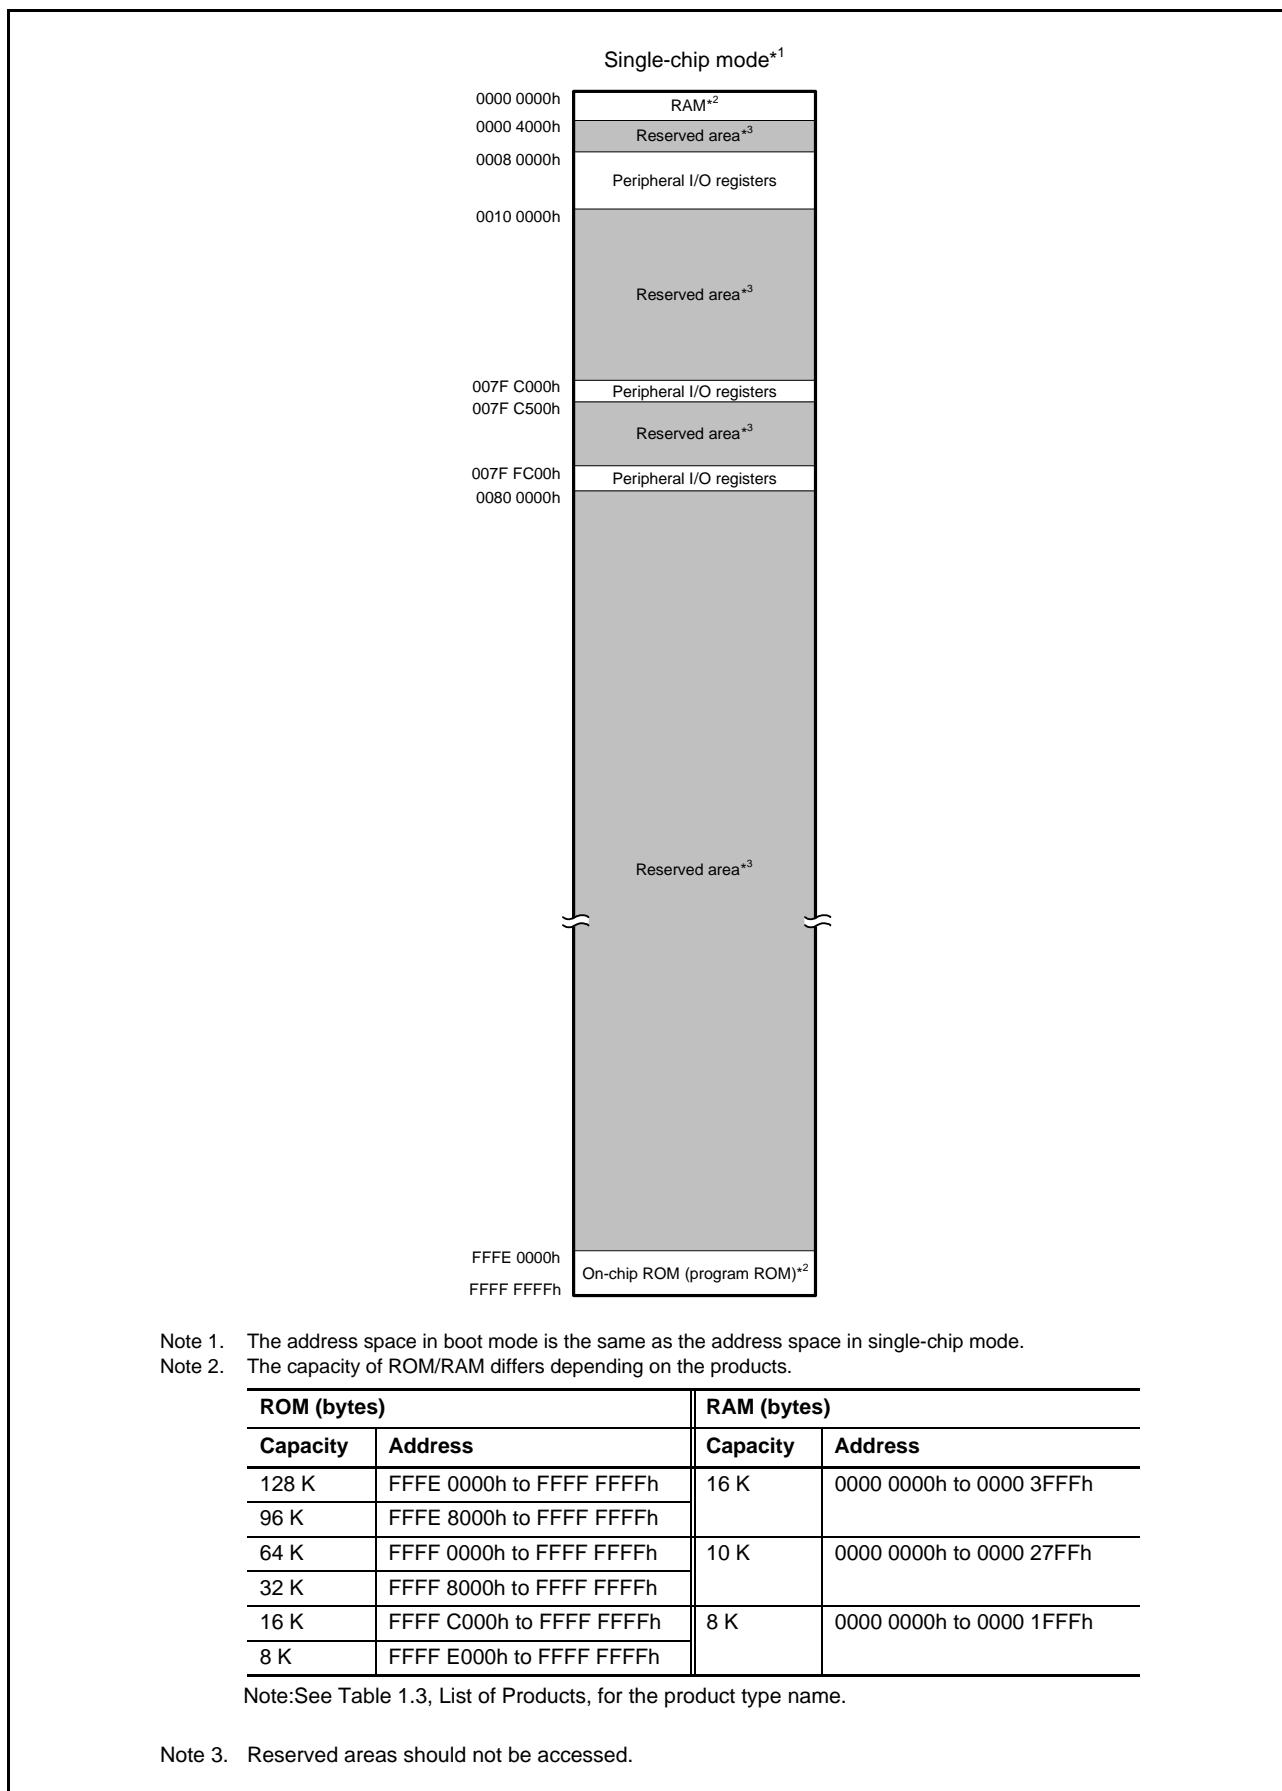 Single-chip mode*1
0000 0000h
RAM*2
0000 4000h
Reserved area*3
0008 0000h
Peripheral I/O registers
0010 0000h
Reserved area*3
007F C000h
Peripheral I/O registers
007F C500h
Reserved area*3
007F FC00h
Peripheral I/O registers
0080 0000h
Reserved area*3
FFFE 0000h
On-chip ROM (program ROM)*2
FFFF FFFFh
Note 1. The address space in boot mode is the same as the address space in single-chip mode.
Note 2. The capacity of ROM/RAM differs depending on the products.
ROM (bytes) RAM (bytes)
Capacity Address Capacity Address
128 K FFFE 0000h to FFFF FFFFh 16 K 0000 0000h to 0000 3FFFh
96 K FFFE 8000h to FFFF FFFFh
64 K FFFF 0000h to FFFF FFFFh 10 K 0000 0000h to 0000 27FFh
32 K FFFF 8000h to FFFF FFFFh
16 K FFFF C000h to FFFF FFFFh 8 K 0000 0000h to 0000 1FFFh
8 K FFFF E000h to FFFF FFFFh
Note:See Table 1.3, List of Products, for the product type name.
Note 3. Reserved areas should not be accessed.